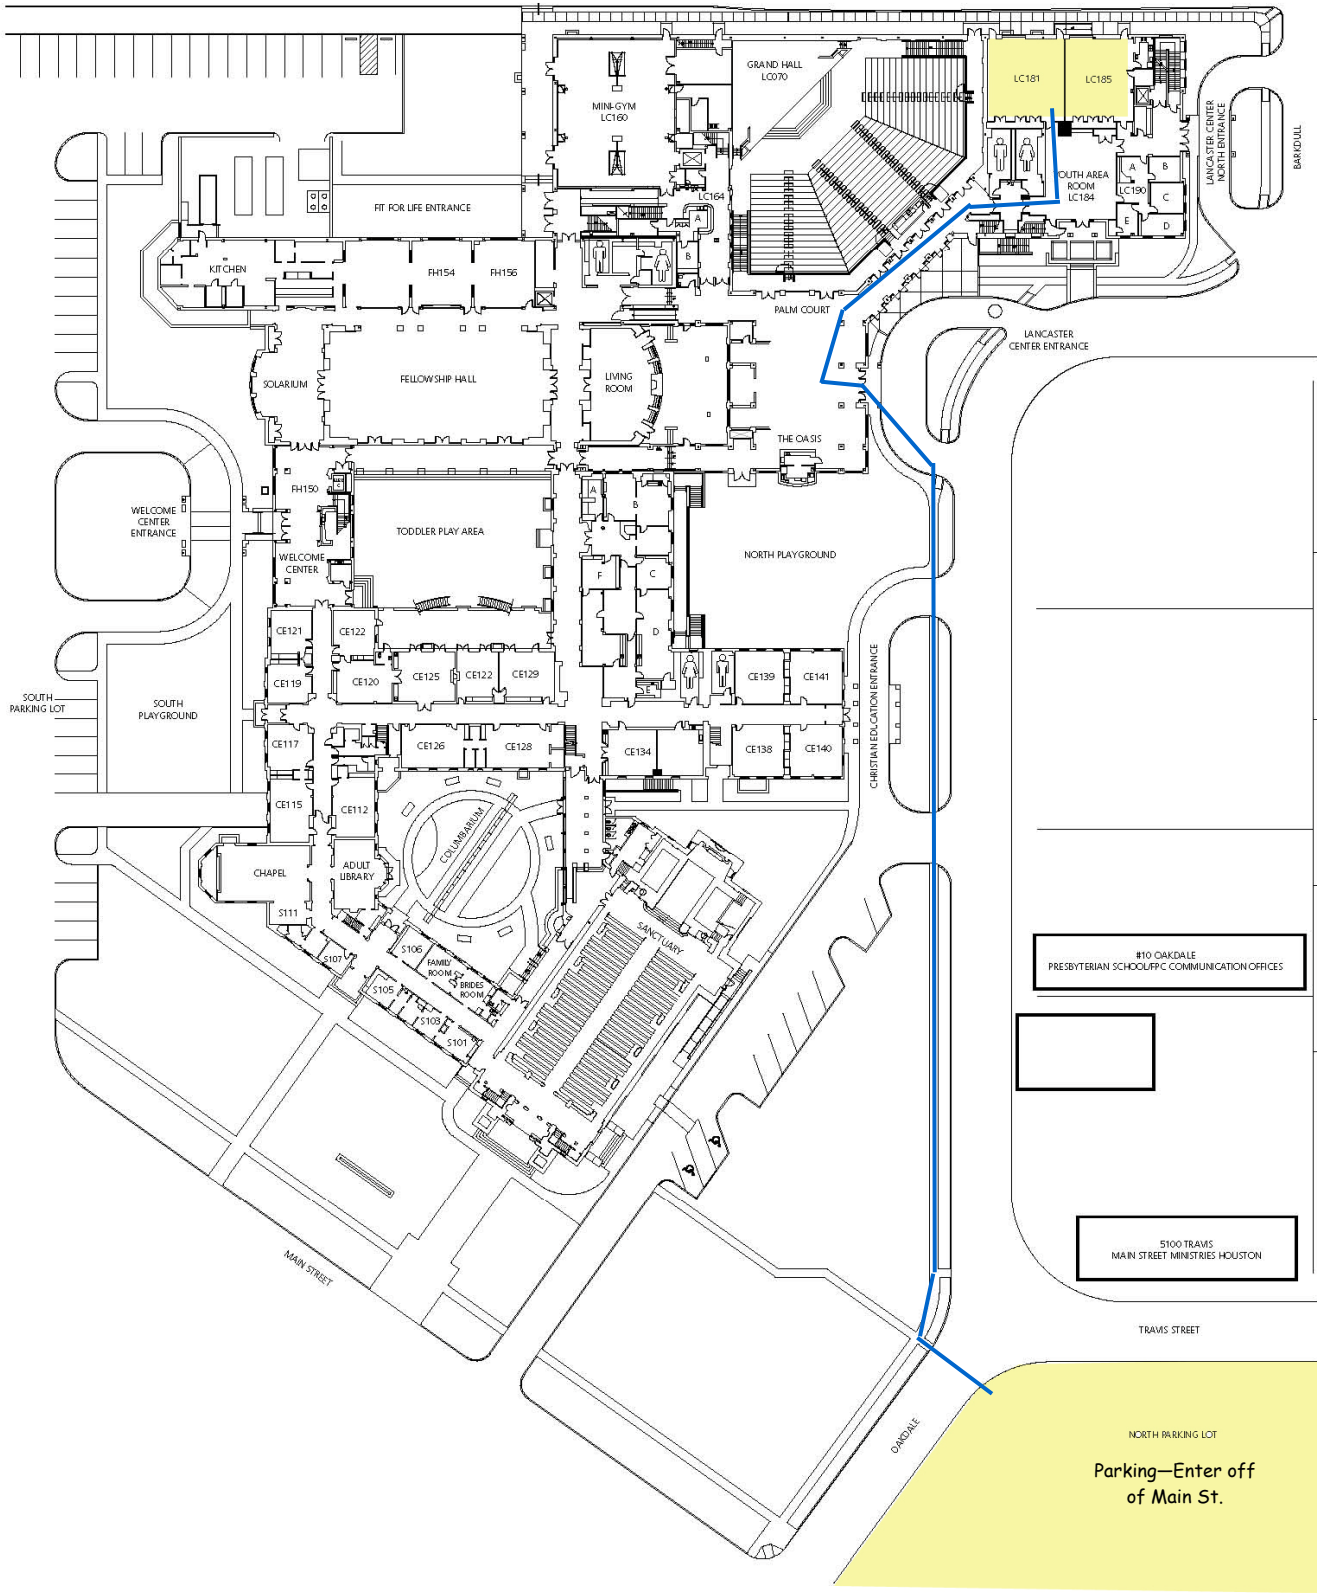 GRAND HALL
LC070
LC181
LC185
MINI-GYM
LC160
LANCASTER CENTER
NORTH ENTRANCE
BARKDULL
A
B
LC190
C
E
D
YOUTH AREA
ROOM
LC184
LC164
A
B
FIT FOR LIFE ENTRANCE
KITCHEN
FH154
FH156
PALM COURT
LANCASTER
CENTER ENTRANCE
SOLARIUM
FELLOWSHIP HALL
LIVING
ROOM
THE OASIS
FH150
A
B
WELCOME
CENTER
ENTRANCE
TODDLER PLAY AREA
NORTH PLAYGROUND
WELCOME
CENTER
F
C
D
E
CE121
CE122
CE119
CE120
CE125
CE122
CE129
CE139
CE141
SOUTH
PARKING LOT
SOUTH
PLAYGROUND
CHRISTIAN EDUCATION ENTRANCE
CE117
CE126
CE128
CE134
CE138
CE140
CE115
CE112
COLUMBARIUM
CHAPEL
ADULT
LIBRARY
S111
S107
S106
FAMILY
ROOM
BRIDES
ROOM
S105
S103
S101
SANCTUARY
#10 OAKDALE
PRESBYTERIAN SCHOOL/FPC COMMUNICATION OFFICES
5100 TRAVIS
MAIN STREET MINISTRIES HOUSTON
MAIN STREET
TRAVIS STREET
OAKDALE
NORTH PARKING LOT
Parking—Enter off
of Main St.